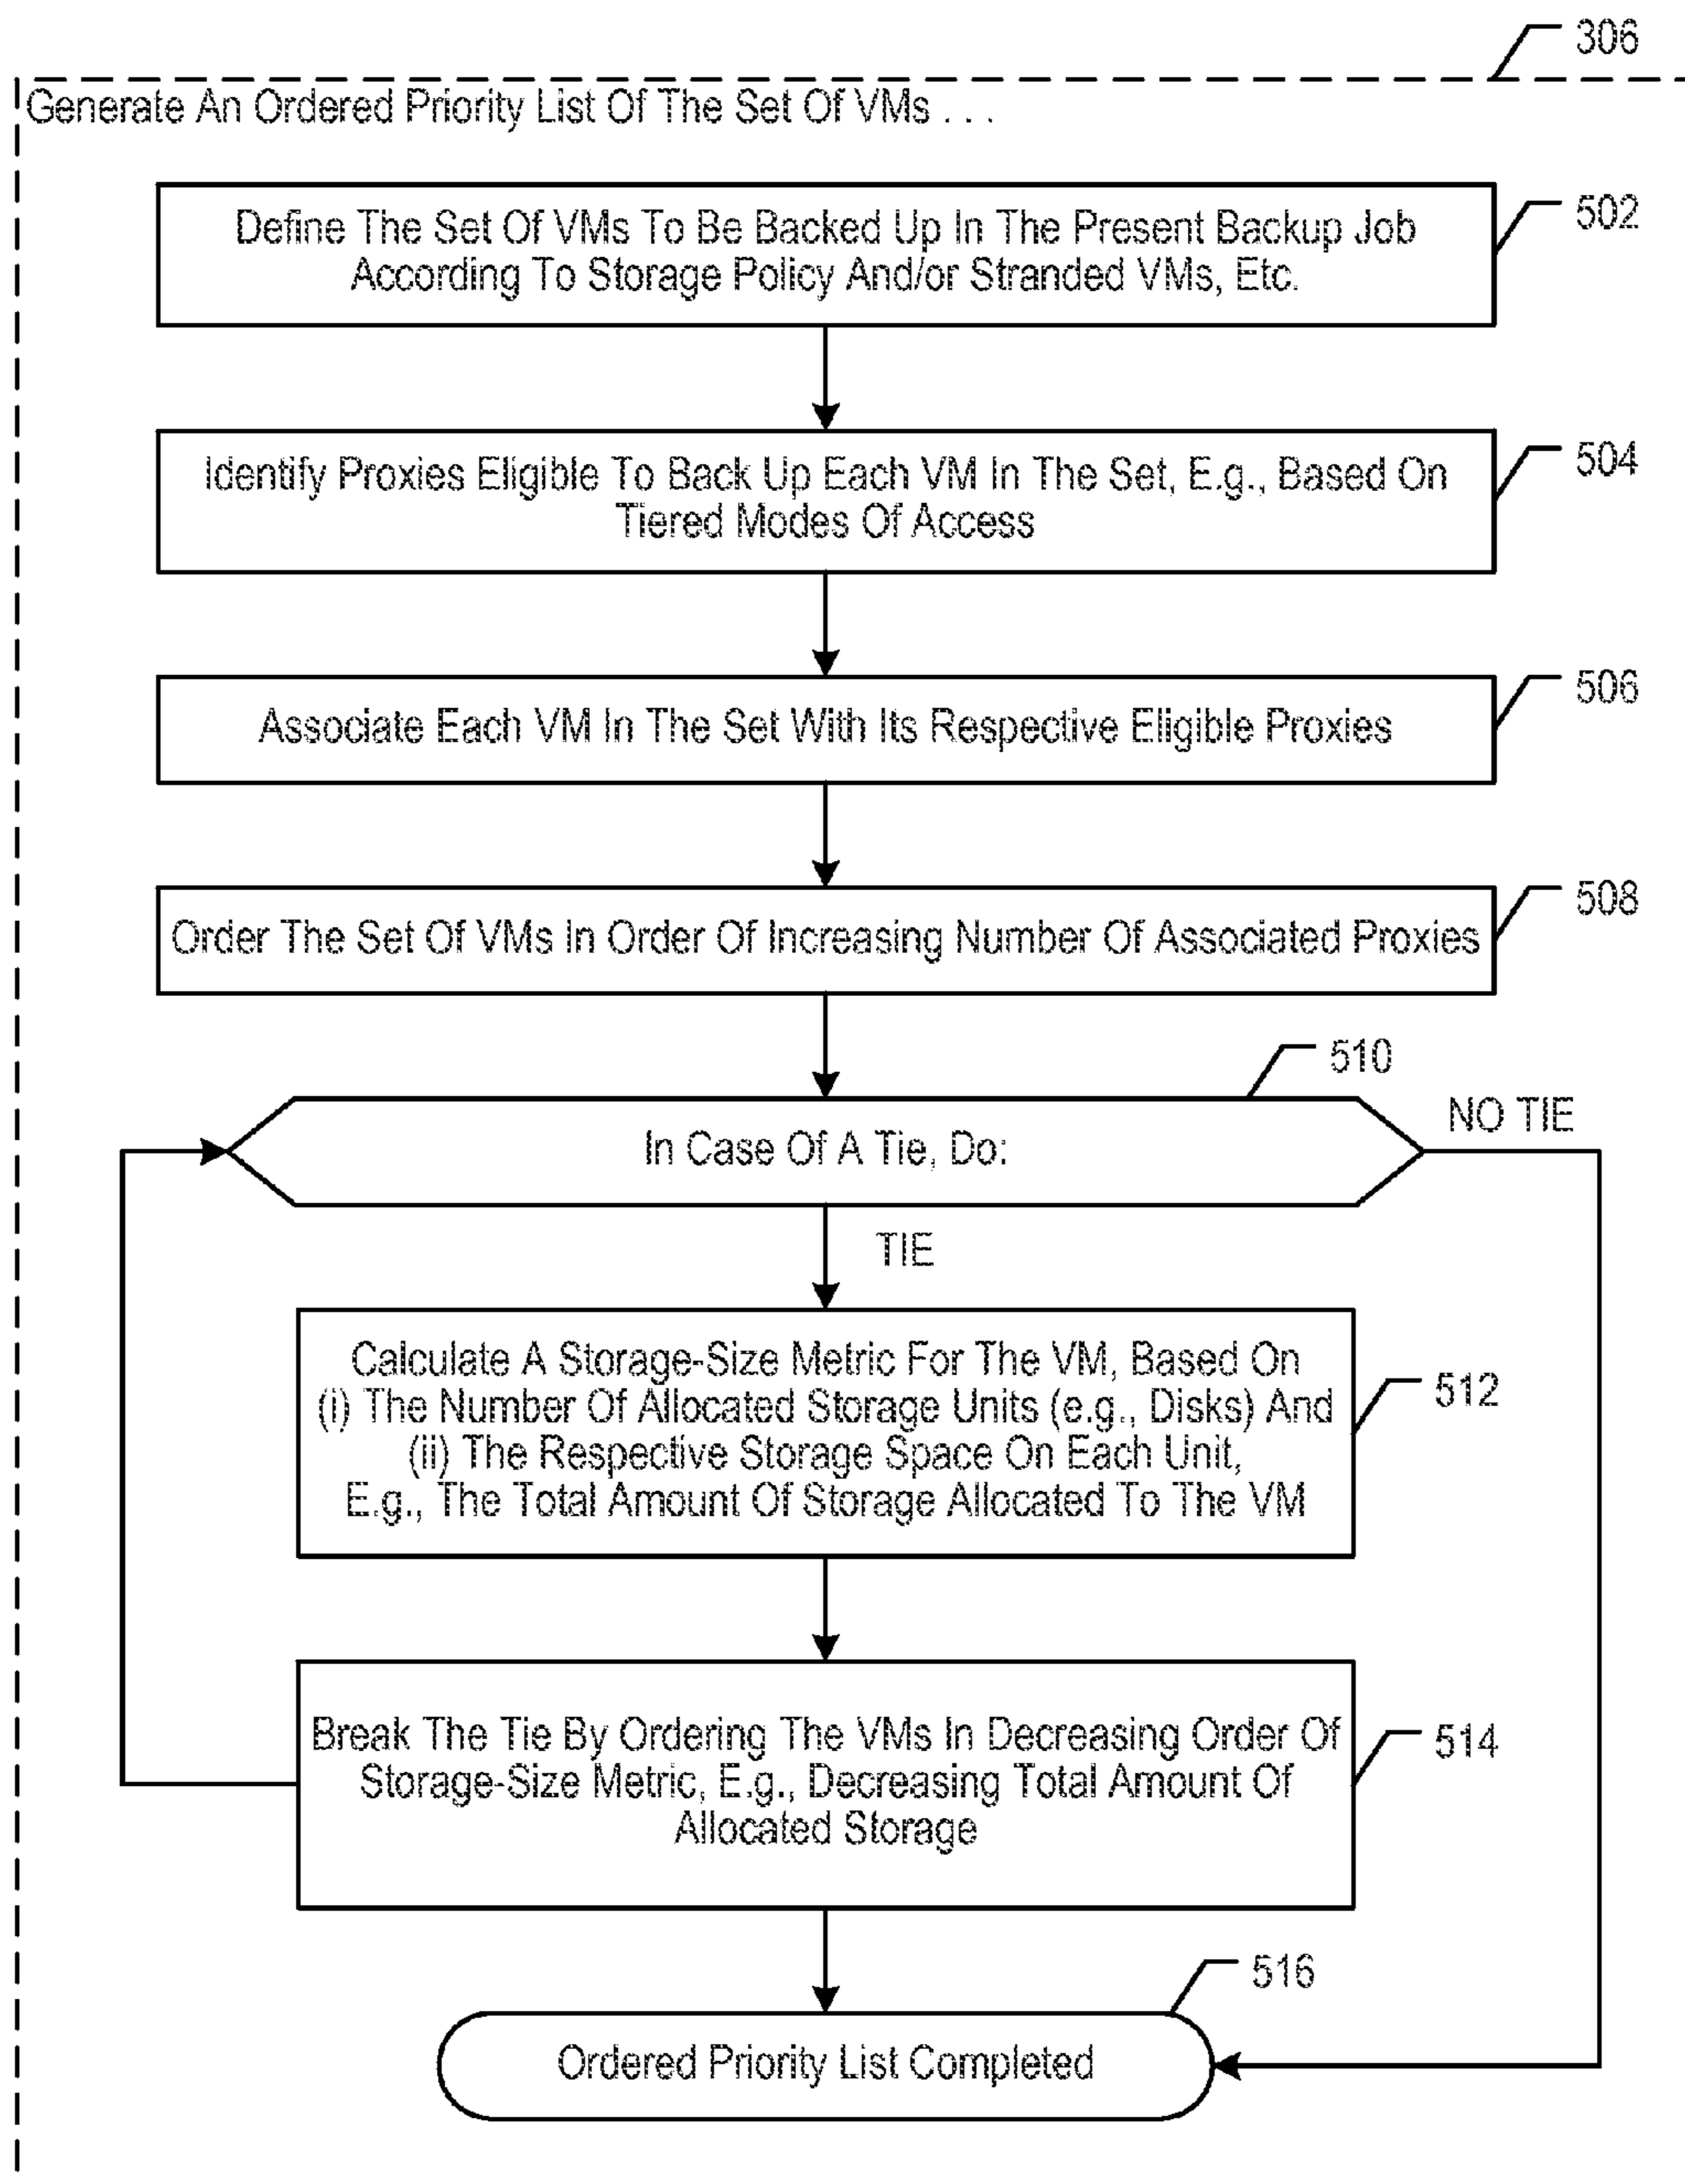 306
Generate An Ordered Priority List Of The Set Of VMs . . .
Define The Set Of VMs To Be Backed Up In The Present Backup Job
According To Storage Policy And/or Stranded VMs, Etc.
502
Identify Proxies Eligible To Back Up Each VM In The Set, E.g., Based On
Tiered Modes Of Access
504
Associate Each VM In The Set With Its Respective Eligible Proxies
506
Order The Set Of VMs In Order Of Increasing Number Of Associated Proxies
508
510
In Case Of A Tie, Do:
NO TIE
TIE
Calculate A Storage-Size Metric For The VM, Based On
(i) The Number Of Allocated Storage Units (e.g., Disks) And
(ii) The Respective Storage Space On Each Unit,
E.g., The Total Amount Of Storage Allocated To The VM
512
Break The Tie By Ordering The VMs In Decreasing Order Of
Storage-Size Metric, E.g., Decreasing Total Amount Of
Allocated Storage
514
516
Ordered Priority List Completed